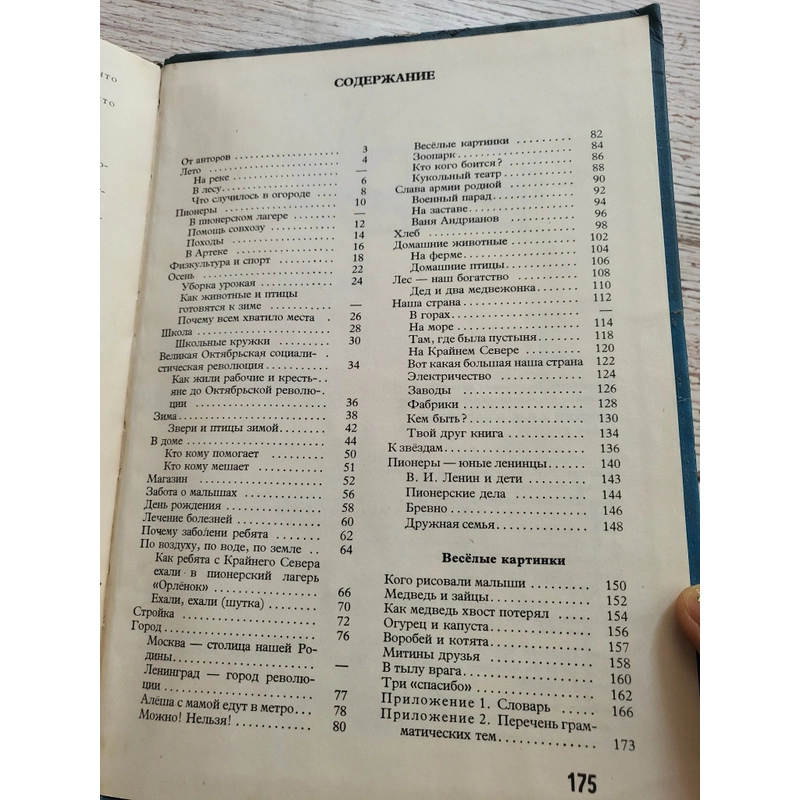 что
то
о-
-
СОДЕРЖАНИЕ
От авторов . . . . . . . . . . . . 3
Лето . . . . . . . . . . . . 4
На реке . . . . . . . . . . . . —
В лесу . . . . . . . . . . . . 6
Что случилось в огороде . . . 8
Пионеры . . . . . . . . . . . . 10
В пионерском лагере . . . . . . —
Помощь совхозу . . . . . . 12
Походы . . . . . . . . . . . . 14
В Артеке . . . . . . . . . . . . 16
Физкультура и спорт . . . . . . 18
Осень . . . . . . . . . . . . 22
Уборка урожая . . . . . . 24
Как животные и птицы
готовятся к зиме . . . . . . —
Почему всем хватило места . 26
Школа . . . . . . . . . . . . 28
Школьные кружки . . . . . . 30
Великая Октябрьская социали-
стическая революция . . . . . . 34
Как жили рабочие и кресть-
яне до Октябрьской револю-
ции . . . . . . . . . . . . 36
Зима . . . . . . . . . . . . 38
Звери и птицы зимой . . . . . . 42
В доме . . . . . . . . . . . . 44
Кто кому помогает . . . . . . 50
Кто кому мешает . . . . . . 51
Магазин . . . . . . . . . . . . 52
Забота о малышах . . . . . . 56
День рождения . . . . . . 58
Лечение болезней . . . . . . 60
Почему заболели ребята . . . . . . 62
По воздуху, по воде, по земле . . 64
Как ребята с Крайнего Севера
ехали в пионерский лагерь
«Орлёнок» . . . . . . . . . . . . 66
Ехали, ехали (шутка) . . . . . . 70
Стройка . . . . . . . . . . . . 72
Город . . . . . . . . . . . . 76
Москва — столица нашей Ро-
дины . . . . . . . . . . . . —
Ленинград — город револю-
ции . . . . . . . . . . . . 77
Алёша с мамой едут в метро . . . 78
Можно! Нельзя! . . . . . . 80
Весёлые картинки . . . . . . 82
Зоопарк . . . . . . . . . . . . 84
Кто кого боится? . . . . . . 86
Кукольный театр . . . . . . 88
Слава армии родной . . . . . . 90
Военный парад . . . . . . 92
На заставе . . . . . . . . . . . . 94
Ваня Андрианов . . . . . . 96
Хлеб . . . . . . . . . . . . 98
Домашние животные . . . . . . 102
На ферме . . . . . . . . . . . . 104
Домашние птицы . . . . . . 106
Лес — наш богатство . . . . . . 108
Дед и два медвежонка . . . . . . 110
Наша страна . . . . . . . . . . . . 112
В горах . . . . . . . . . . . . —
На море . . . . . . . . . . . . 114
Там, где была пустыня . . . . . . 118
На Крайнем Севере . . . . . . 120
Вот какая большая наша страна 122
Электричество . . . . . . 124
Заводы . . . . . . . . . . . . 126
Фабрики . . . . . . . . . . . . 128
Кем быть? . . . . . . . . . . . . 130
Твой друг книга . . . . . . 134
К звёздам . . . . . . . . . . . . 136
Пионеры — юные ленинцы . . . . . . 140
В. И. Ленин и дети . . . . . . 143
Пионерские дела . . . . . . 144
Бревно . . . . . . . . . . . . 146
Дружная семья . . . . . . 148
Весёлые картинки
Кого рисовали малыши . . . . . . 150
Медведь и зайцы . . . . . . 152
Как медведь хвост потерял . . . 154
Огурец и капуста . . . . . . 156
Воробей и котята . . . . . . 157
Митины друзья . . . . . . 158
В тылу врага . . . . . . . . . . . . 160
Три «спасибо» . . . . . . 162
Приложение 1. Словарь . . . . . . 166
Приложение 2. Перечень грам-
матических тем . . . . . . 173
175